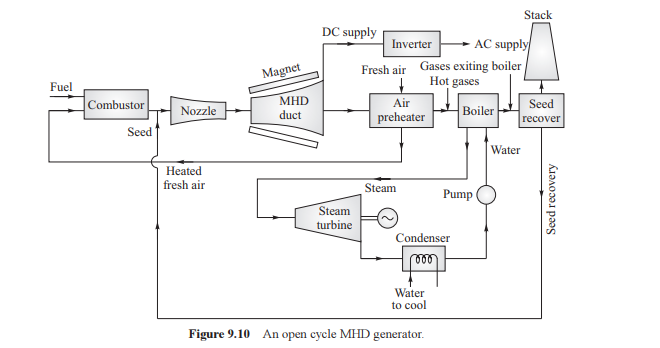 Stack
DC supply
Inverter
AC supply
Magnet
Fresh air
Gases exiting boiler
Hot gases
Fuel
Combustor
Nozzle
MHD
duct
Air
preheater
Boiler
Seed
recover
Seed
Water
Heated
fresh air
Steam
Pump
Seed recovery
Steam
turbine
~
Condenser
Water
to cool
Figure 9.10 An open cycle MHD generator.